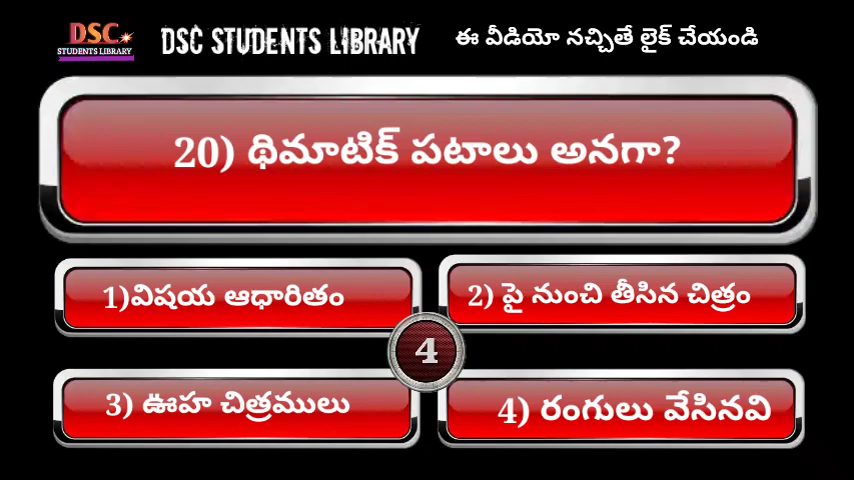 DSC
STUDENTS LIBRARY
DSC STUDENTS LIBRARY
ఈ వీడియో నచ్చితే లైక్ చేయండి
20) థిమాటిక్ పటాలు అనగా?
1)విషయ ఆధారితం
2) పై నుంచి తీసిన చిత్రం
4
3) ఊహ చిత్రములు
4) రంగులు వేసినవి